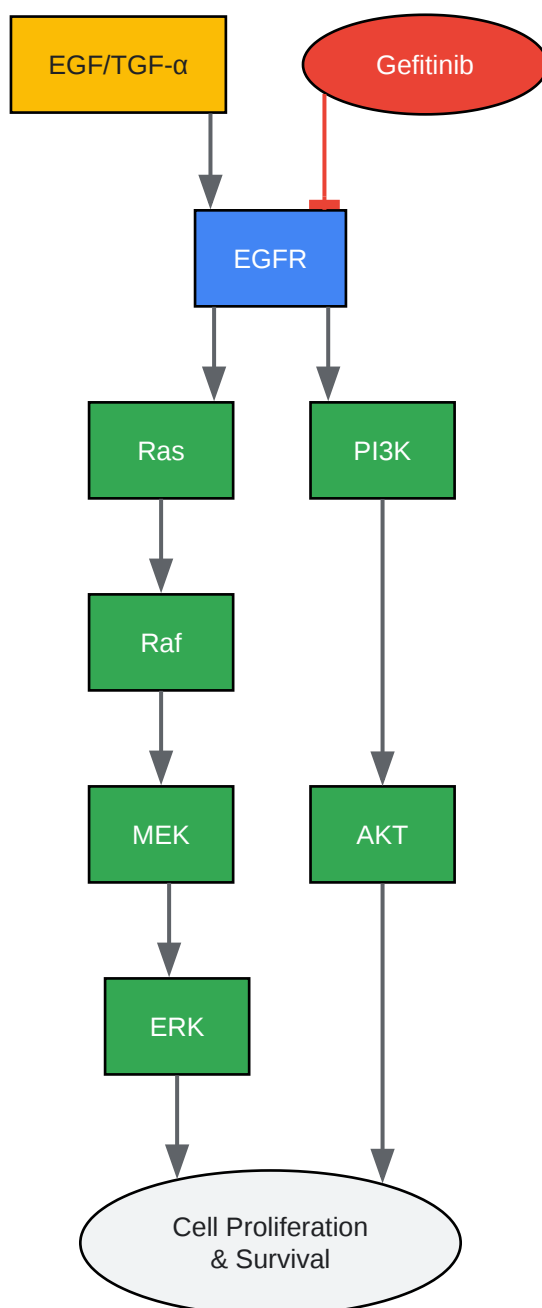 EGF/TGF-α
Gefitinib
EGFR
Ras
PI3K
Raf
MEK
AKT
ERK
Cell Proliferation
& Survival